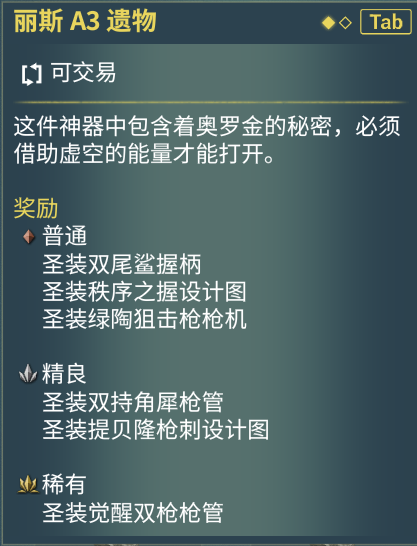 丽斯 A3 遗物
Tab
可交易
这件神器中包含着奥罗金的秘密，必须
借助虚空的能量才能打开。
奖励
普通
圣装双尾鲨握柄
圣装秩序之握设计图
圣装绿陶狙击枪枪机
精良
圣装双持角犀枪管
圣装提贝隆枪刺设计图
稀有
圣装觉醒双枪枪管